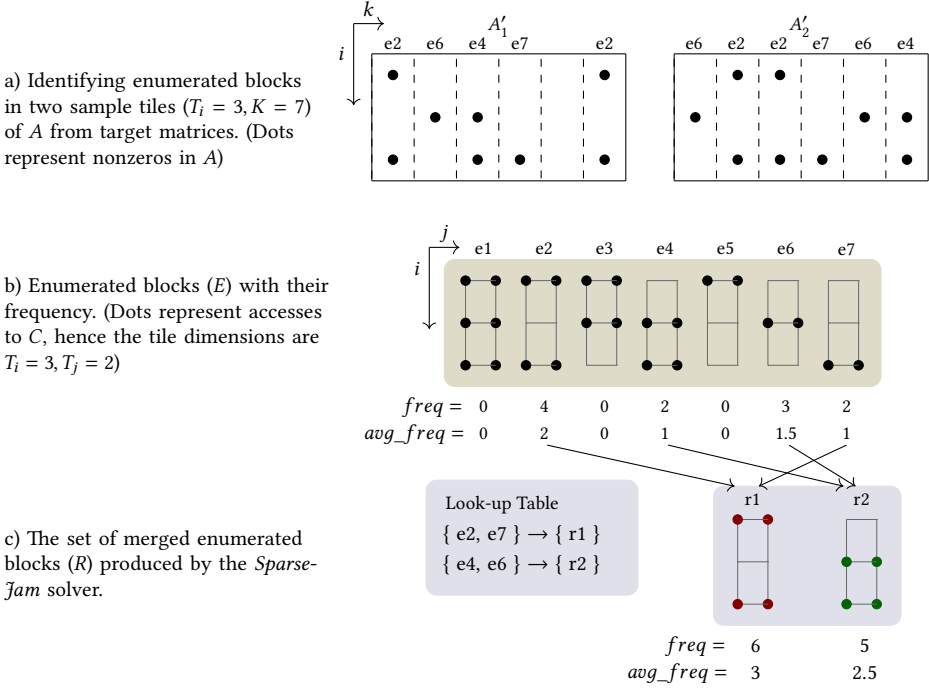 k
i
A′₁
A′₂
e2 e6 e4 e7 e2
e6 e2 e2 e7 e6 e4
a) Identifying enumerated blocks
in two sample tiles (Tᵢ = 3, K = 7)
of A from target matrices. (Dots
represent nonzeros in A)
j
i
e1 e2 e3 e4 e5 e6 e7
b) Enumerated blocks (E) with their
frequency. (Dots represent accesses
to C, hence the tile dimensions are
Tᵢ = 3, Tⱼ = 2)
freq = 0 4 0 2 0 3 2
avg_freq = 0 2 0 1 0 1.5 1
Look-up Table
{ e2, e7 } → { r1 }
{ e4, e6 } → { r2 }
r1 r2
c) The set of merged enumerated
blocks (R) produced by the Sparse-
Jam solver.
freq = 6 5
avg_freq = 3 2.5